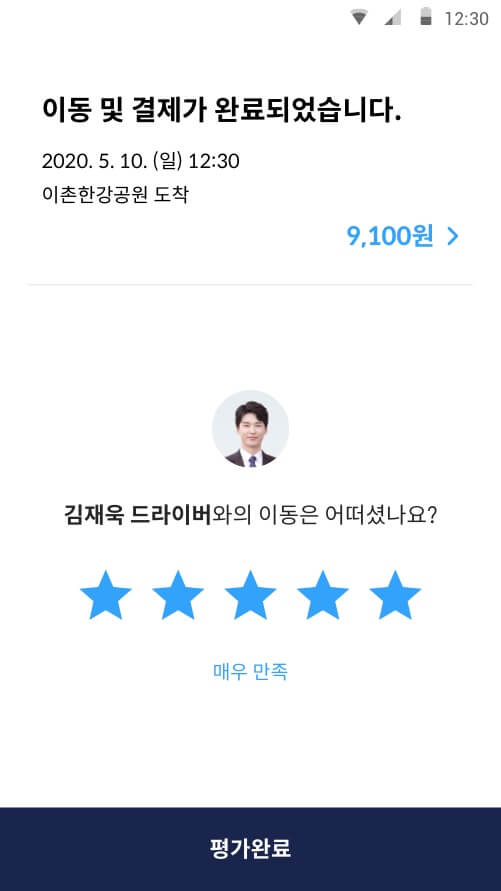 12:30
이동 및 결제가 완료되었습니다.
2020. 5. 10. (일) 12:30
이촌한강공원 도착
9,100원
김재욱 드라이버와의 이동은 어떠셨나요?
매우 만족
평가완료